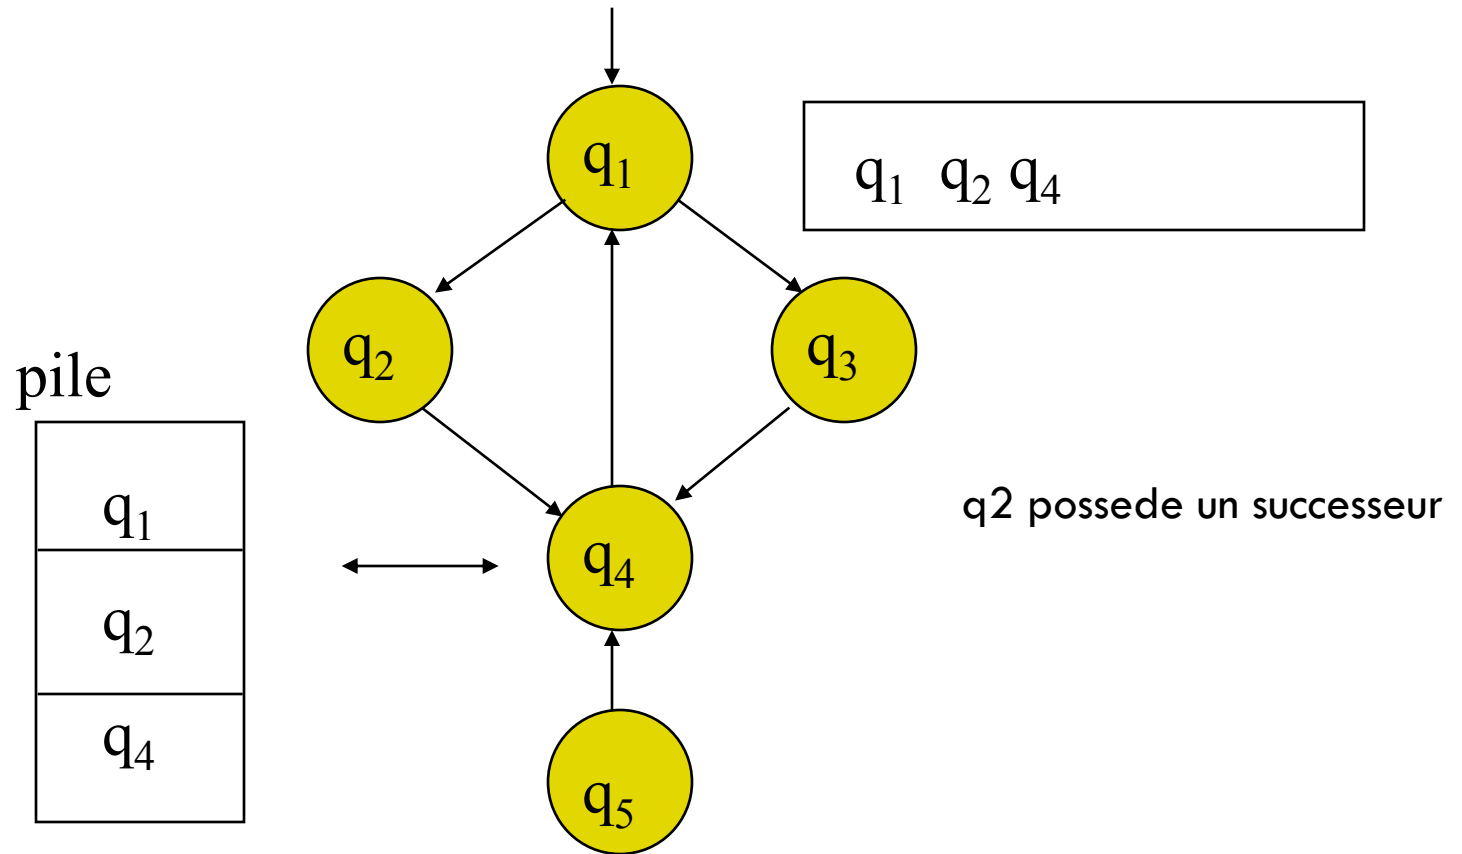 q₁
q₁ q₂ q₄
q₂
q₃
pile
q₁
q₂
q₄
q₄
q2 possede un successeur
q₅